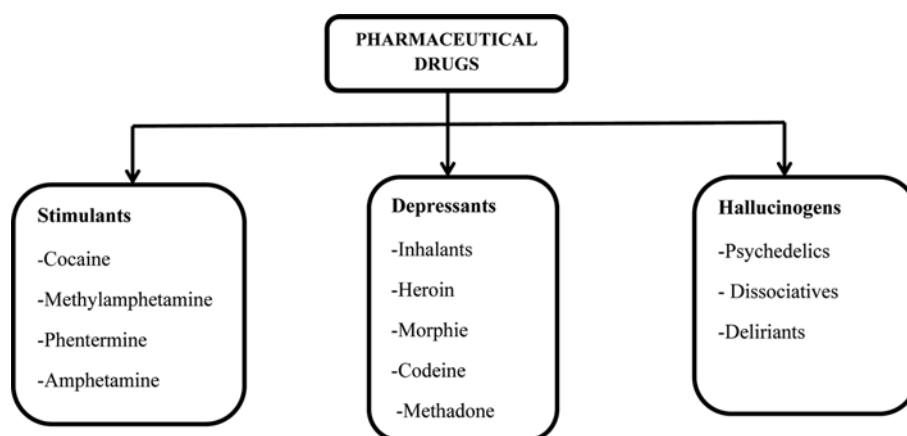 PHARMACEUTICAL
DRUGS
Stimulants
-Cocaine
-Methylamphetamine
-Phentermine
-Amphetamine
Depressants
-Inhalants
-Heroin
-Morphie
-Codeine
-Methadone
Hallucinogens
-Psychedelics
- Dissociatives
-Deliriants